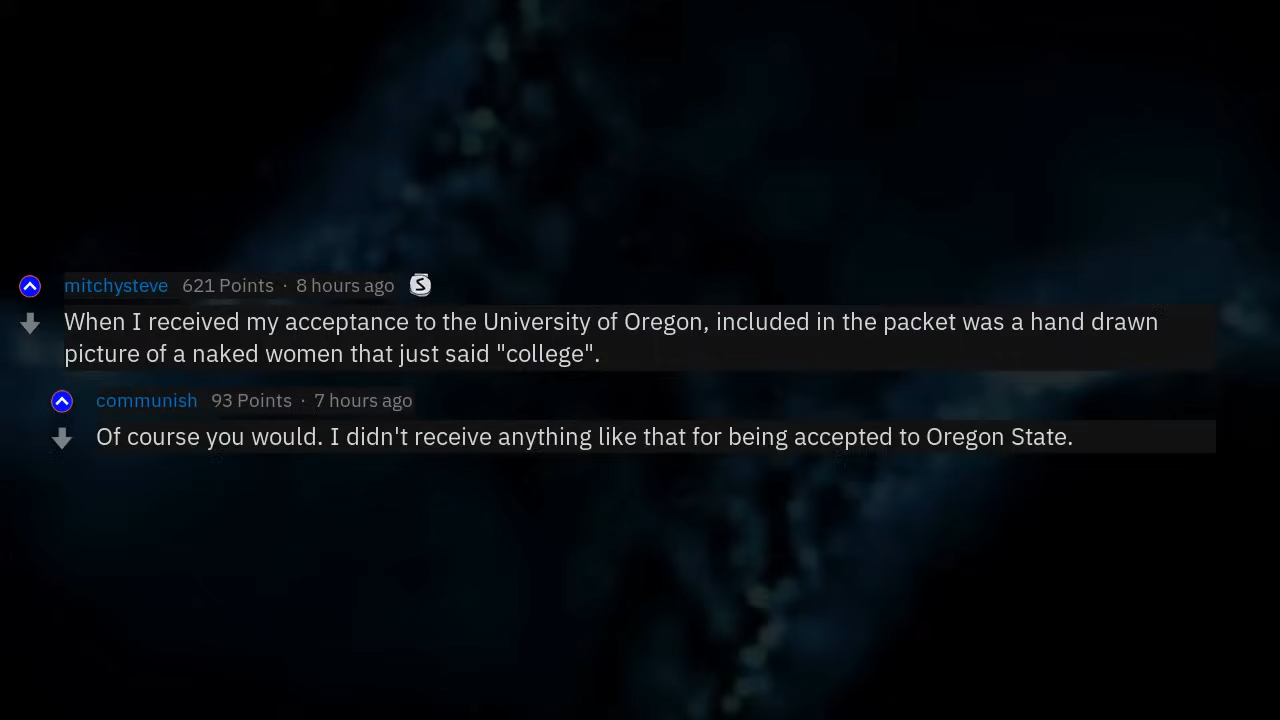 mitchysteve 621 Points · 8 hours ago S
When I received my acceptance to the University of Oregon, included in the packet was a hand drawn
picture of a naked women that just said "college".
communish 93 Points · 7 hours ago
Of course you would. I didn't receive anything like that for being accepted to Oregon State.